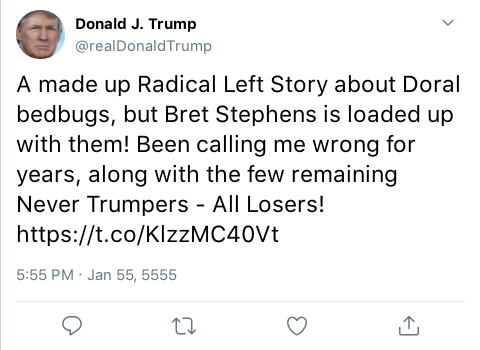 Donald J. Trump
@realDonaldTrump
A made up Radical Left Story about Doral
bedbugs, but Bret Stephens is loaded up
with them! Been calling me wrong for
years, along with the few remaining
Never Trumpers - All Losers!
https://t.co/KlzzMC40Vt
5:55 PM · Jan 55, 5555